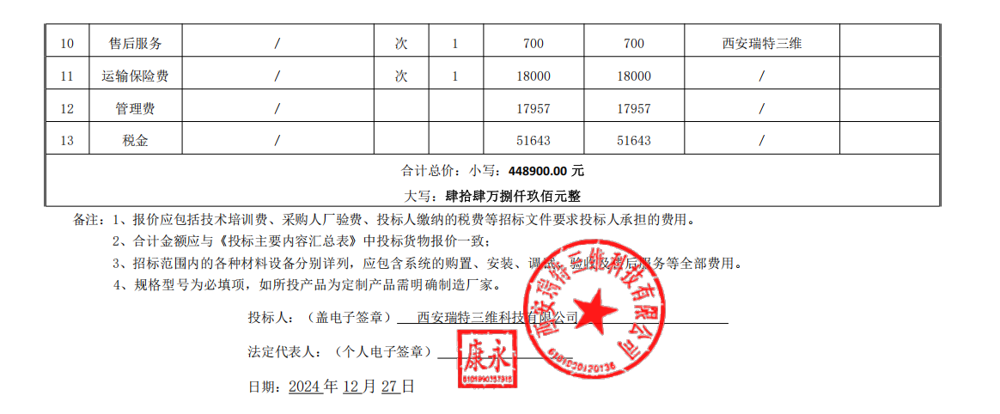 10 售后服务 / 次 1 700 700 西安瑞特三维
11 运输保险费 / 次 1 18000 18000 /
12 管理费 / 17957 17957 /
13 税金 / 51643 51643 /
合计总价：小写：448900.00 元
大写：肆拾肆万捌仟玖佰元整
备注：1、报价应包括技术培训费、采购人厂验费、投标人缴纳的税费等招标文件要求投标人承担的费用。
2、合计金额应与《投标主要内容汇总表》中投标货物报价一致；
3、招标范围内的各种材料设备分别详列，应包含系统的购置、安装、调试、验收及售后服务等全部费用。
4、规格型号为必填项，如所投产品为定制产品需明确制造厂家。
投标人：（盖电子签章） 西安瑞特三维科技有限公司
西安瑞特三维科技有限公司
法定代表人：（个人电子签章）
康永
日期：2024 年 12 月 27 日